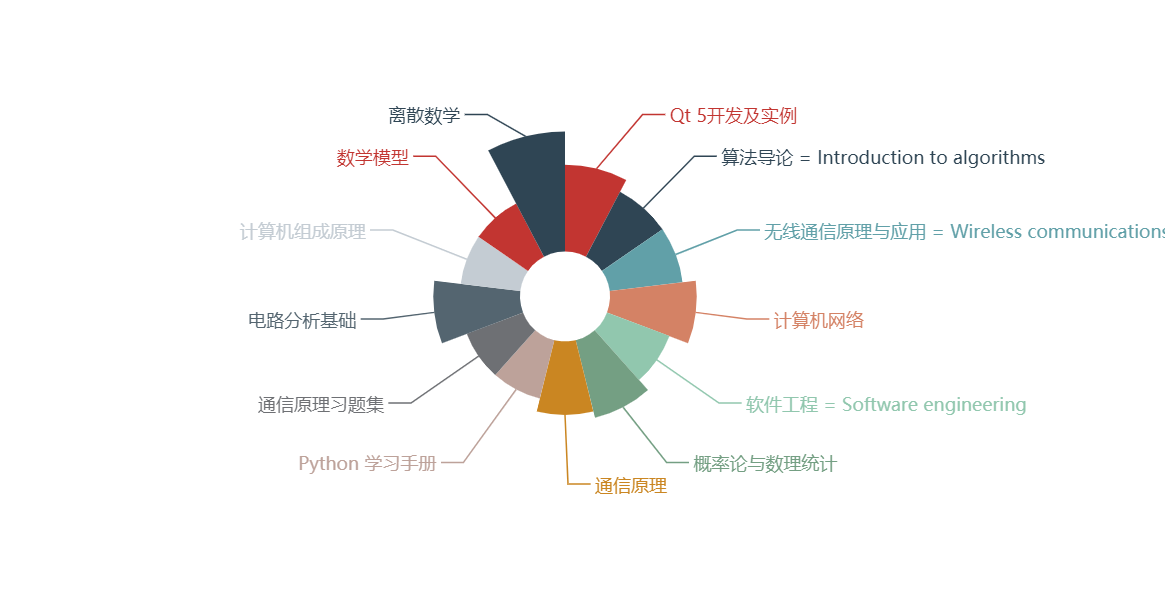 离散数学
Qt 5开发及实例
数学模型
算法导论 = Introduction to algorithms
计算机组成原理
无线通信原理与应用 = Wireless communications
电路分析基础
计算机网络
通信原理习题集
软件工程 = Software engineering
Python 学习手册
概率论与数理统计
通信原理